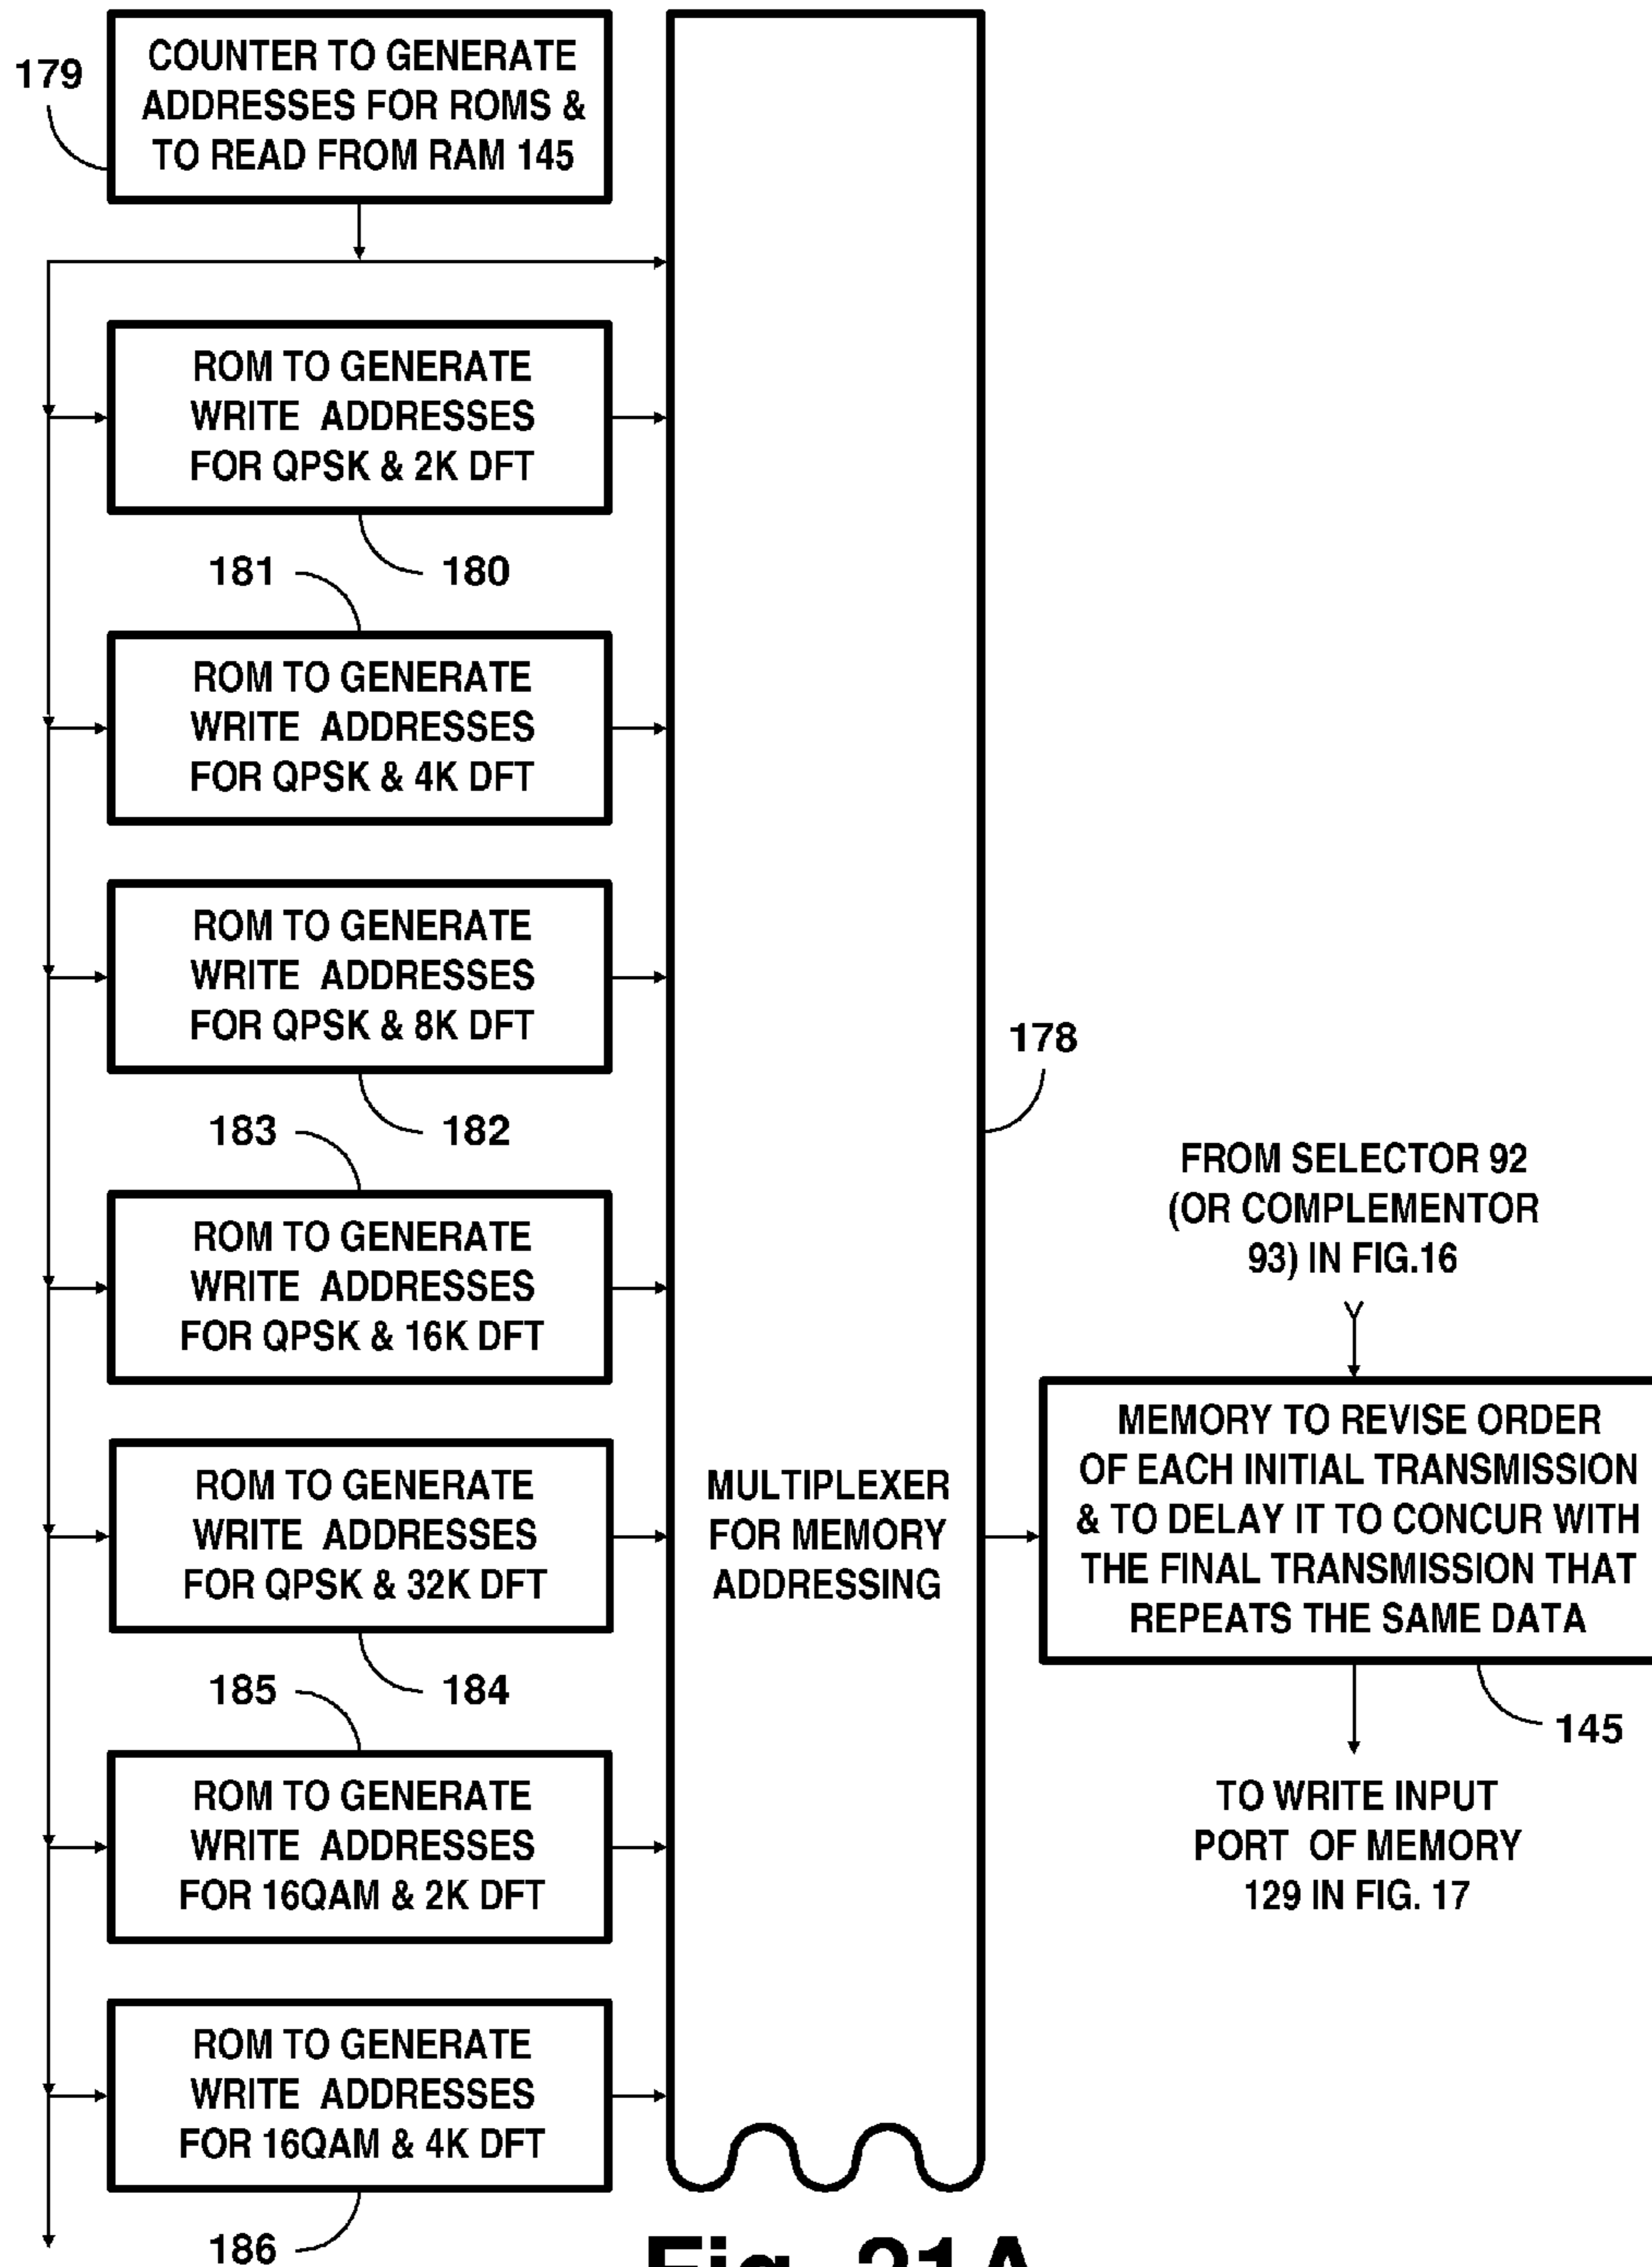 179
COUNTER TO GENERATE
ADDRESSES FOR ROMS &
TO READ FROM RAM 145
ROM TO GENERATE
WRITE ADDRESSES
FOR QPSK & 2K DFT
180
181
ROM TO GENERATE
WRITE ADDRESSES
FOR QPSK & 4K DFT
ROM TO GENERATE
WRITE ADDRESSES
FOR QPSK & 8K DFT
182
183
ROM TO GENERATE
WRITE ADDRESSES
FOR QPSK & 16K DFT
ROM TO GENERATE
WRITE ADDRESSES
FOR QPSK & 32K DFT
184
185
ROM TO GENERATE
WRITE ADDRESSES
FOR 16QAM & 2K DFT
ROM TO GENERATE
WRITE ADDRESSES
FOR 16QAM & 4K DFT
186
MULTIPLEXER
FOR MEMORY
ADDRESSING
178
FROM SELECTOR 92
(OR COMPLEMENTOR
93) IN FIG.16
MEMORY TO REVISE ORDER
OF EACH INITIAL TRANSMISSION
& TO DELAY IT TO CONCUR WITH
THE FINAL TRANSMISSION THAT
REPEATS THE SAME DATA
145
TO WRITE INPUT
PORT OF MEMORY
129 IN FIG. 17
Fig. 21A